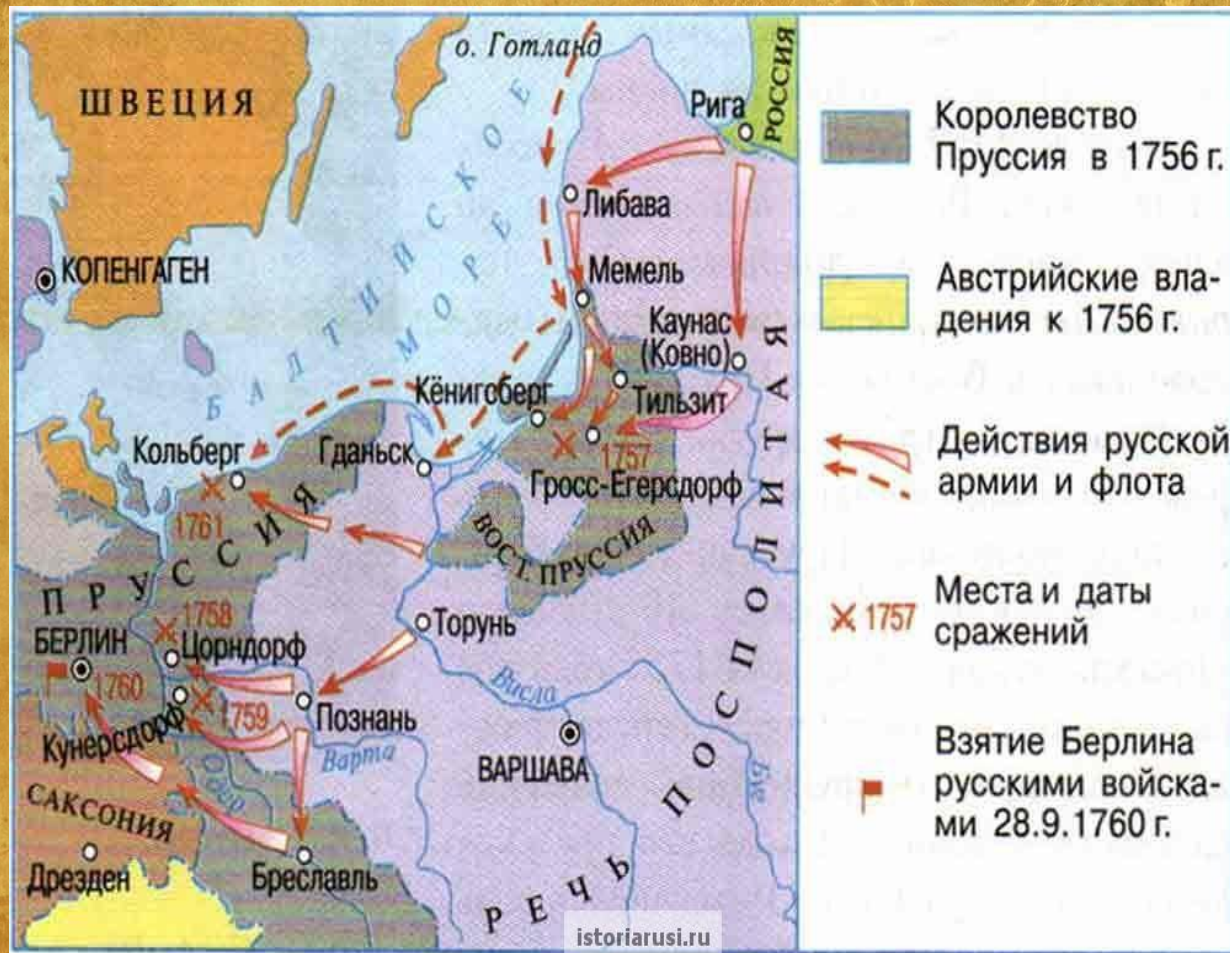 о. Готланд
ШВЕЦИЯ
РОССИЯ
Рига
Либава
КОПЕНГАГЕН
Мемель
БАЛТИЙСКОЕ
МОРЕ
Каунас
(Ковно)
Кёнигсберг
Тильзит
Кольберг
Гданьск
1757
Гросс-Егерсдорф
1761
ВОСТ. ПРУССИЯ
ПРУССИЯ
1758
БЕРЛИН
Цорндорф
Торунь
1760
1759
Познань
Висла
Кунерсдорф
Варта
ВАРШАВА
Одер
САКСОНИЯ
Дрезден
Бреславль
РЕЧЬ
ПОСПОЛИТАЯ
Королевство
Пруссия в 1756 г.
Австрийские вла-
дения к 1756 г.
Действия русской
армии и флота
1757
Места и даты
сражений
Взятие Берлина
русскими войска-
ми 28.9.1760 г.
istoriarusi.ru